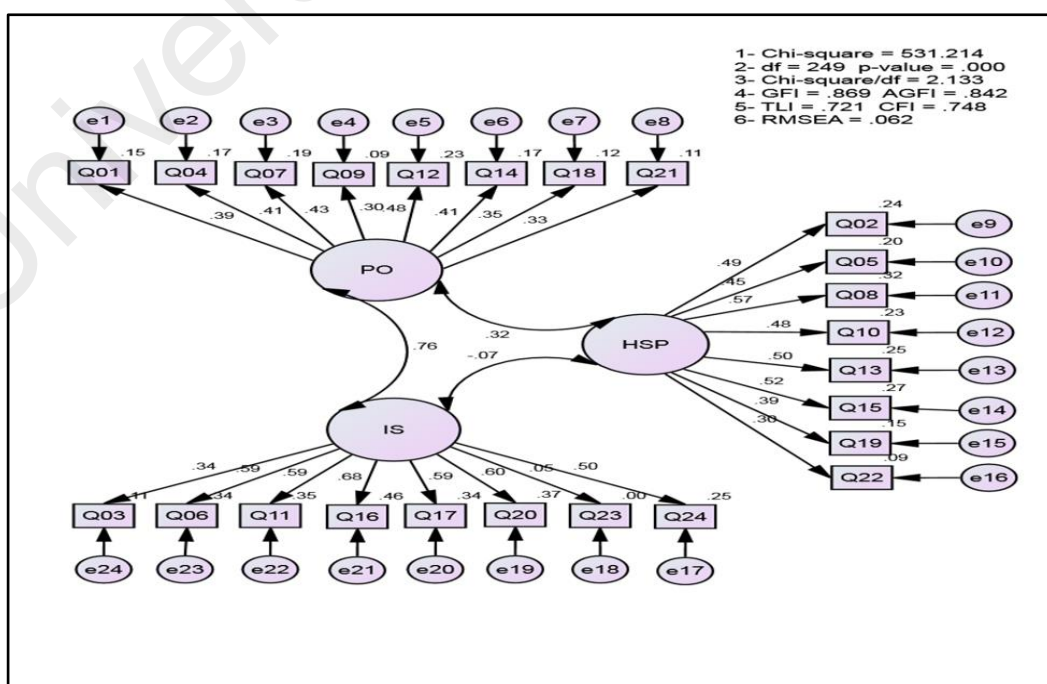 Univer
1- Chi-square = 531.214
2- df = 249 p-value = .000
3- Chi-square/df = 2.133
4- GFI = .869 AGFI = .842
5- TLI = .721 CFI = .748
6- RMSEA = .062
e1 e2 e3 e4 e5 e6 e7 e8
.15 .17 .19 .09 .23 .17 .12 .11
Q01 Q04 Q07 Q09 Q12 Q14 Q18 Q21
.39 .41 .43 .30 .48 .41 .35 .33
PO
.24
Q02 e9
.20
.49
Q05 e10
.45
.32
Q08 e11
.57
.23
Q10 e12
.48
.25
Q13 e13
.50
.27
Q15 e14
.52
.15
Q19 e15
.39
.09
Q22 e16
.30
HSP
.32
.76
-.07
IS
.34 .59 .59 .68 .59 .60 .05 .50
.11 .34 .35 .46 .34 .37 .00 .25
Q03 Q06 Q11 Q16 Q17 Q20 Q23 Q24
e24 e23 e22 e21 e20 e19 e18 e17